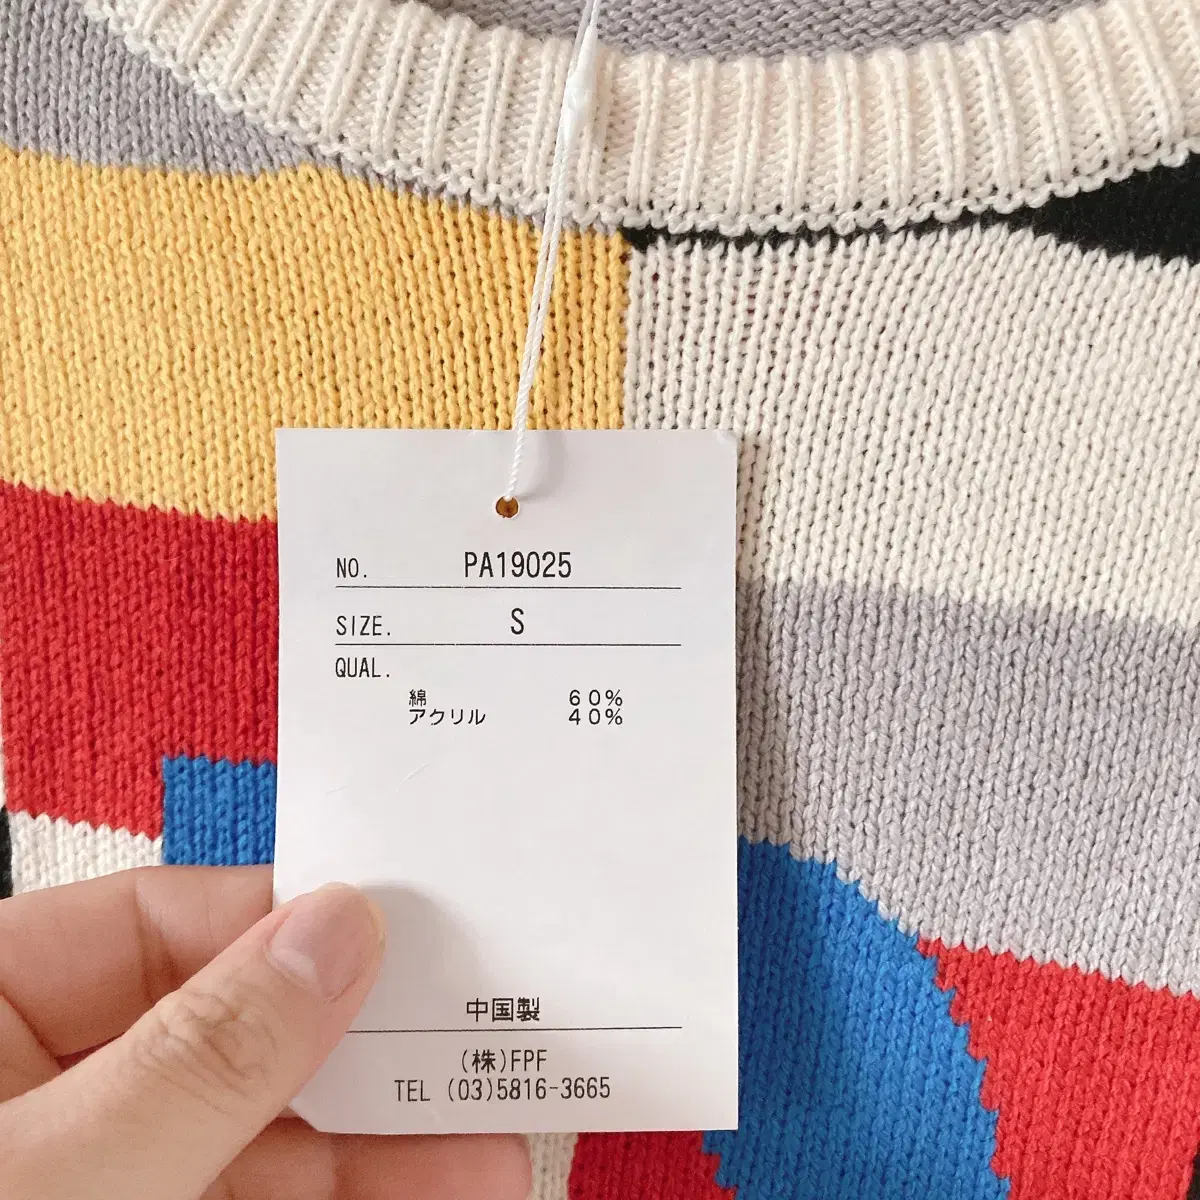 NO. PA19025
SIZE. S
QUAL.
綿 60%
アクリル 40%
中国製
(株)FPF
TEL (03)5816-3665